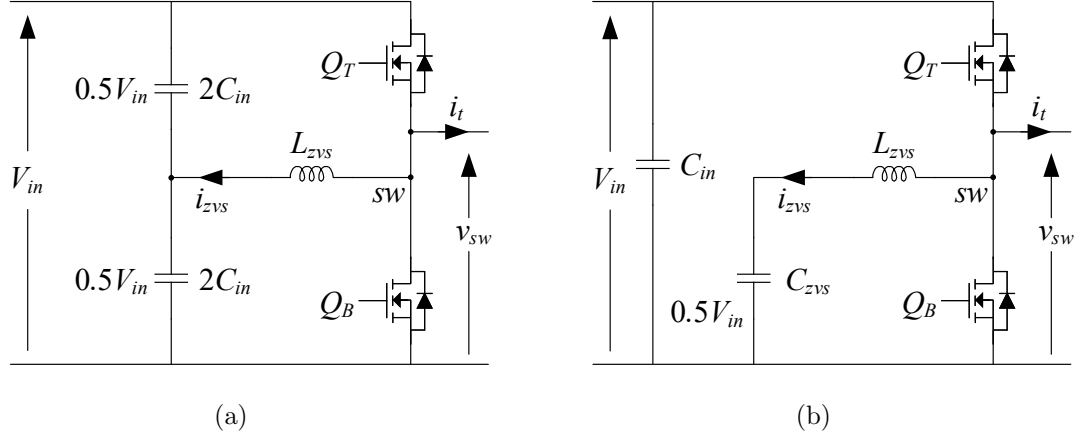 Q_T
0.5V_in 2C_in
i_t
L_zvs
V_in
i_zvs
sw
v_sw
0.5V_in 2C_in
Q_B
(a)
Q_T
i_t
L_zvs
V_in
C_in
i_zvs
sw
v_sw
C_zvs
0.5V_in
Q_B
(b)